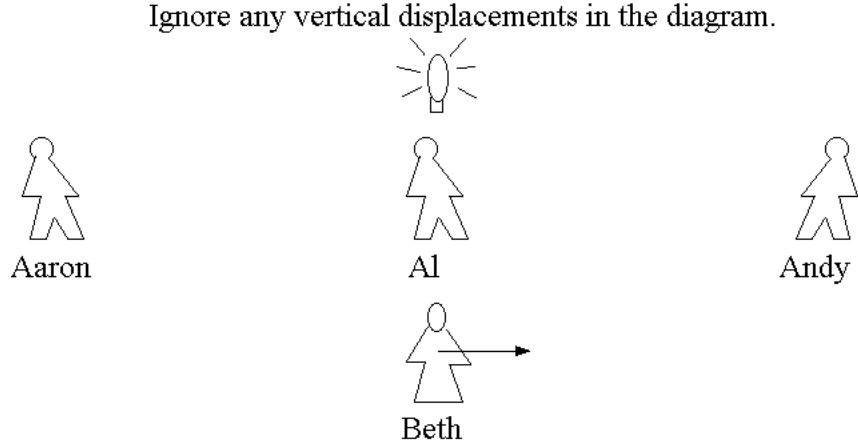 Ignore any vertical displacements in the diagram.
Aaron
Al
Andy
Beth